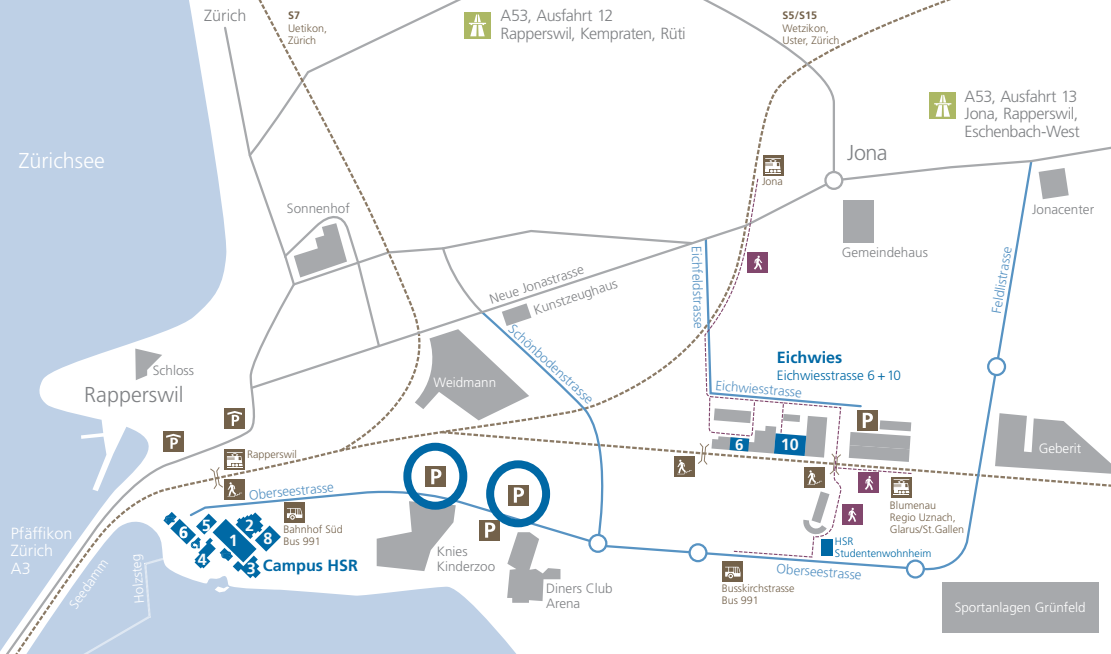 Zürich
S7
Uetikon,
Zürich
A53, Ausfahrt 12
Rapperswil, Kempraten, Rüti
S5/S15
Wetzikon,
Uster, Zürich
A53, Ausfahrt 13
Jona, Rapperswil,
Eschenbach-West
Zürichsee
Jona
Jona
Jonacenter
Sonnenhof
Gemeindehaus
Eichfeldstrasse
Feldlistrasse
Neue Jonastrasse
Kunstzeughaus
Schönbodenstrasse
Schloss
Rapperswil
Weidmann
Eichwies
Eichwiesstrasse 6 + 10
Eichwiesstrasse
P
P
P
6
10
Geberit
Rapperswil
P
P
Oberseestrasse
Blumenau
Regio Uznach,
Glarus/St.Gallen
Pfäffikon
Zürich
A3
6
5
2
1
8
4
3
Bahnhof Süd
Bus 991
P
Campus HSR
Knies
Kinderzoo
HSR
Studentenwohnheim
Oberseestrasse
Seedamm
Holzsteg
Diners Club
Arena
Busskirchstrasse
Bus 991
Sportanlagen Grünfeld